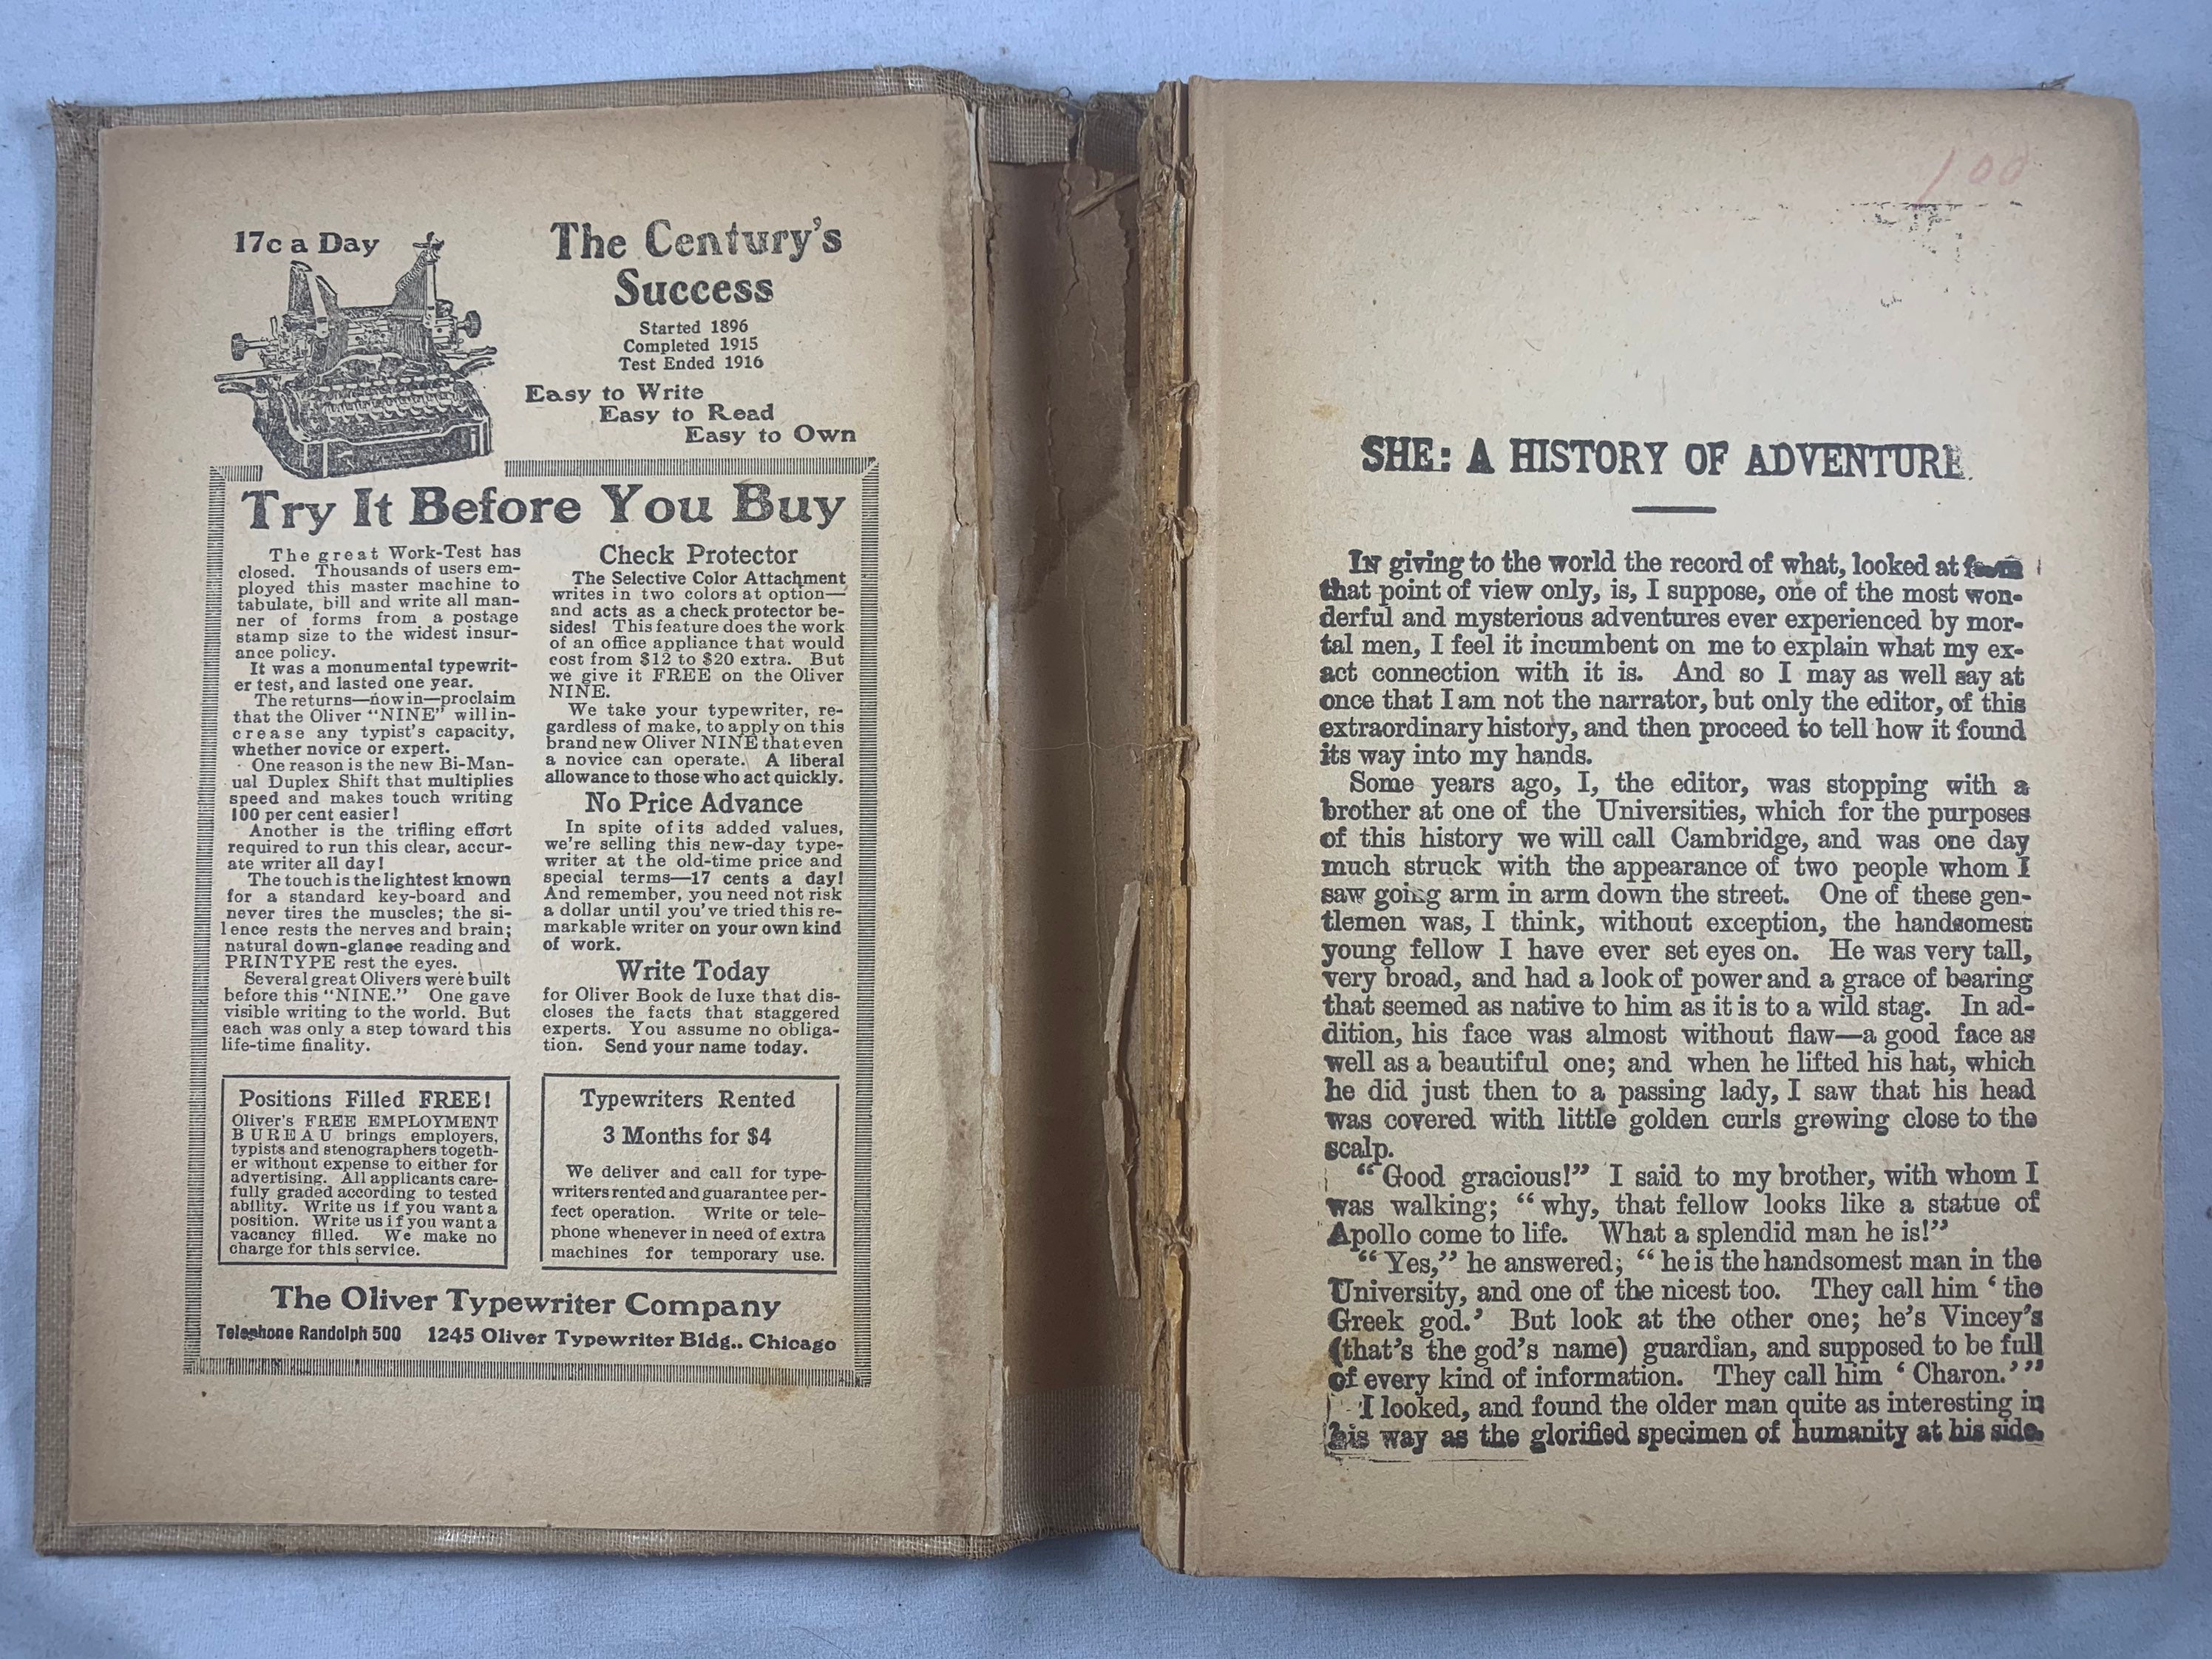 17c a Day
The Century's
Success
Started 1896
Completed 1915
Test Ended 1916
Easy to Write
Easy to Read
Easy to Own
Try It Before You Buy
The great Work-Test has
closed. Thousands of users em-
ployed this master machine to
tabulate, bill and write all man-
ner of forms from a postage
stamp size to the widest insur-
ance policy.
It was a monumental typewrit-
er test, and lasted one year.
The returns—now in—proclaim
that the Oliver "NINE" will in-
crease any typist's capacity,
whether novice or expert.
One reason is the new Bi-Man-
ual Duplex Shift that multiplies
speed and makes touch writing
100 per cent easier!
Another is the trifling effort
required to run this clear, accur-
ate writer all day!
The touch is the lightest known
for a standard key-board and
never tires the muscles; the si-
lence rests the nerves and brain;
natural down-glance reading and
PRINTYPE rest the eyes.
Several great Olivers were built
before this "NINE." One gave
visible writing to the world. But
each was only a step toward this
life-time finality.
Check Protector
The Selective Color Attachment
writes in two colors at option—
and acts as a check protector be-
sides! This feature does the work
of an office appliance that would
cost from $12 to $20 extra. But
we give it FREE on the Oliver
NINE.
We take your typewriter, re-
gardless of make, to apply on this
brand new Oliver NINE that even
a novice can operate. A liberal
allowance to those who act quickly.
No Price Advance
In spite of its added values,
we're selling this new-day type-
writer at the old-time price and
special terms—17 cents a day!
And remember, you need not risk
a dollar until you've tried this re-
markable writer on your own kind
of work.
Write Today
for Oliver Book de luxe that dis-
closes the facts that staggered
experts. You assume no obliga-
tion. Send your name today.
Positions Filled FREE!
Oliver's FREE EMPLOYMENT
BUREAU brings employers,
typists and stenographers togeth-
er without expense to either for
advertising. All applicants care-
fully graded according to tested
ability. Write us if you want a
position. Write us if you want a
vacancy filled. We make no
charge for this service.
Typewriters Rented
3 Months for $4
We deliver and call for type-
writers rented and guarantee per-
fect operation. Write or tele-
phone whenever in need of extra
machines for temporary use.
The Oliver Typewriter Company
Telephone Randolph 500 1245 Oliver Typewriter Bldg., Chicago
100
SHE: A HISTORY OF ADVENTURE.
In giving to the world the record of what, looked at from
that point of view only, is, I suppose, one of the most won-
derful and mysterious adventures ever experienced by mor-
tal men, I feel it incumbent on me to explain what my ex-
act connection with it is. And so I may as well say at
once that I am not the narrator, but only the editor, of this
extraordinary history, and then proceed to tell how it found
its way into my hands.
Some years ago, I, the editor, was stopping with a
brother at one of the Universities, which for the purposes
of this history we will call Cambridge, and was one day
much struck with the appearance of two people whom I
saw going arm in arm down the street. One of these gen-
tlemen was, I think, without exception, the handsomest
young fellow I have ever set eyes on. He was very tall,
very broad, and had a look of power and a grace of bearing
that seemed as native to him as it is to a wild stag. In ad-
dition, his face was almost without flaw—a good face as
well as a beautiful one; and when he lifted his hat, which
he did just then to a passing lady, I saw that his head
was covered with little golden curls growing close to the
scalp.
"Good gracious!" I said to my brother, with whom I
was walking; "why, that fellow looks like a statue of
Apollo come to life. What a splendid man he is!"
"Yes," he answered; "he is the handsomest man in the
University, and one of the nicest too. They call him 'the
Greek god.' But look at the other one; he's Vincey's
(that's the god's name) guardian, and supposed to be full
of every kind of information. They call him 'Charon.'"
I looked, and found the older man quite as interesting in
his way as the glorified specimen of humanity at his side.